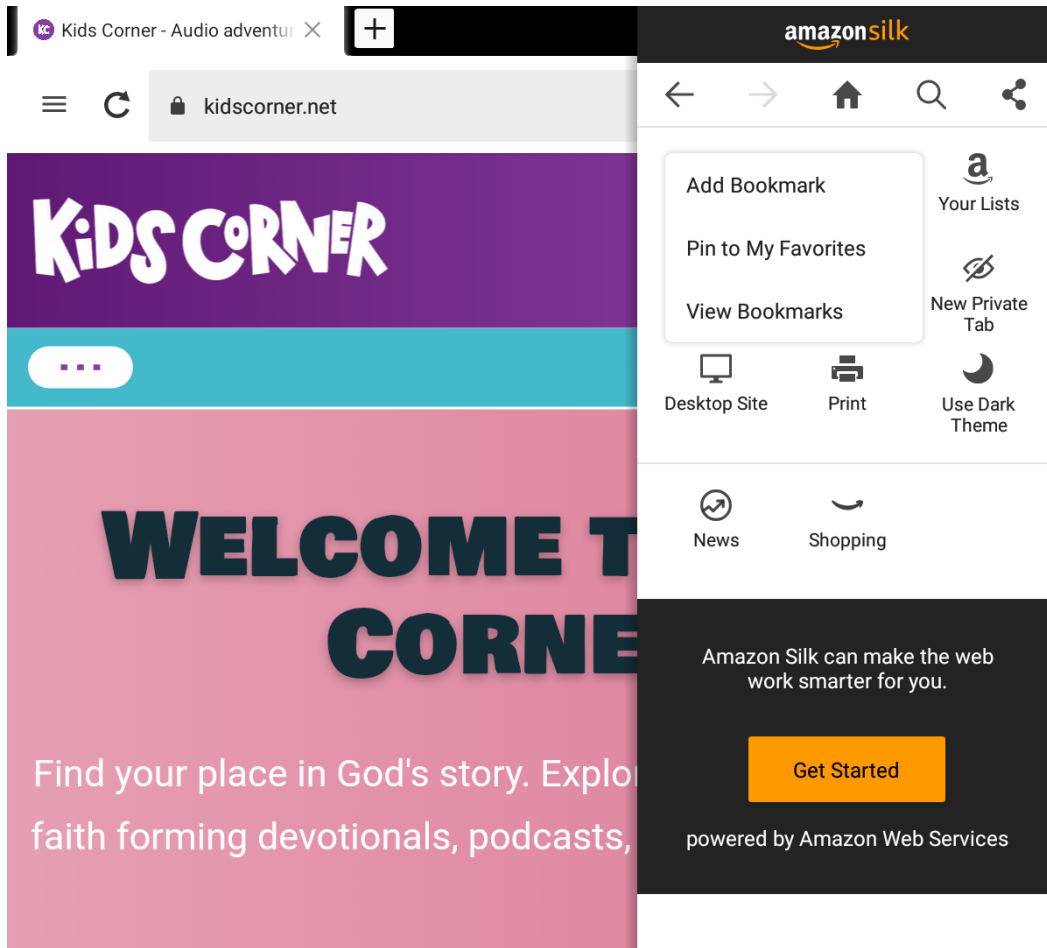 Kids Corner - Audio adventur
kidscorner.net
KiDS CORNER
WELCOME T
CORNE
Find your place in God's story. Explo
faith forming devotionals, podcasts,
amazonsilk
Add Bookmark
Pin to My Favorites
View Bookmarks
Your Lists
New Private
Tab
Desktop Site
Print
Use Dark
Theme
News
Shopping
Amazon Silk can make the web
work smarter for you.
Get Started
powered by Amazon Web Services